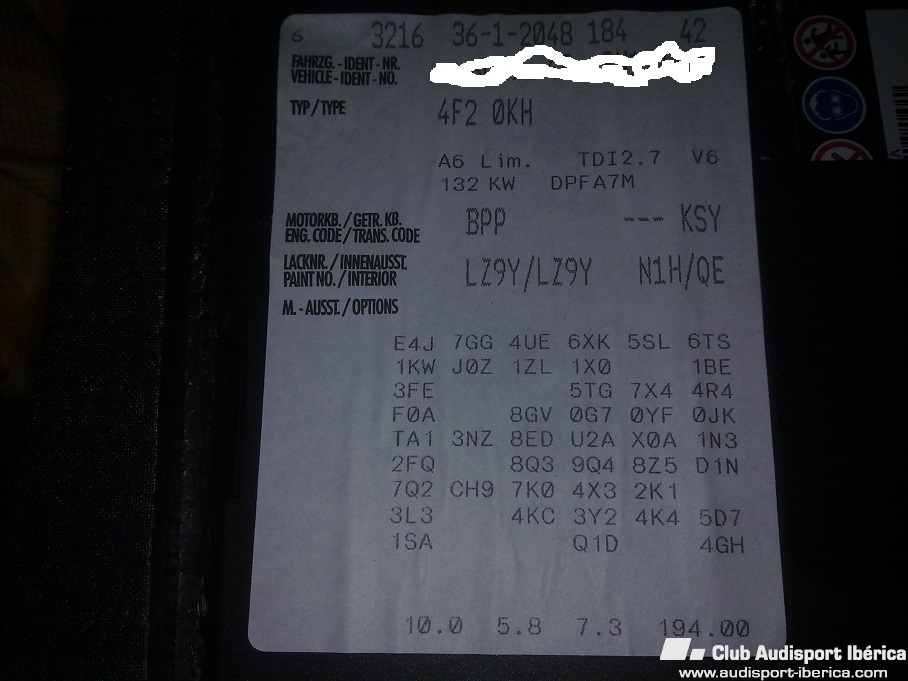 6 3216 36-1-2048 184 42
FAHRZG.-IDENT-NR.
VEHICLE-IDENT-NO.
TYP/TYPE 4F2 0KH
A6 Lim. TDI2.7 V6
132 KW DPFA7M
MOTORKB./GETR. KB.
ENG. CODE/TRANS. CODE BPP --- KSY
LACKNR./INNENAUSST.
PAINT NO./INTERIOR LZ9Y/LZ9Y N1H/QE
M.-AUSST./OPTIONS
E4J 7GG 4UE 6XK 5SL 6TS
1KW J0Z 1ZL 1X0 1BE
3FE 5TG 7X4 4R4
F0A 8GV 0G7 0YF 0JK
TA1 3NZ 8ED U2A X0A 1N3
2FQ 8Q3 9Q4 8Z5 D1N
7Q2 CH9 7K0 4X3 2K1
3L3 4KC 3Y2 4K4 5D7
1SA Q1D 4GH
10.0 5.8 7.3 194.00
Club Audisport Ibérica
www.audisport-iberica.com